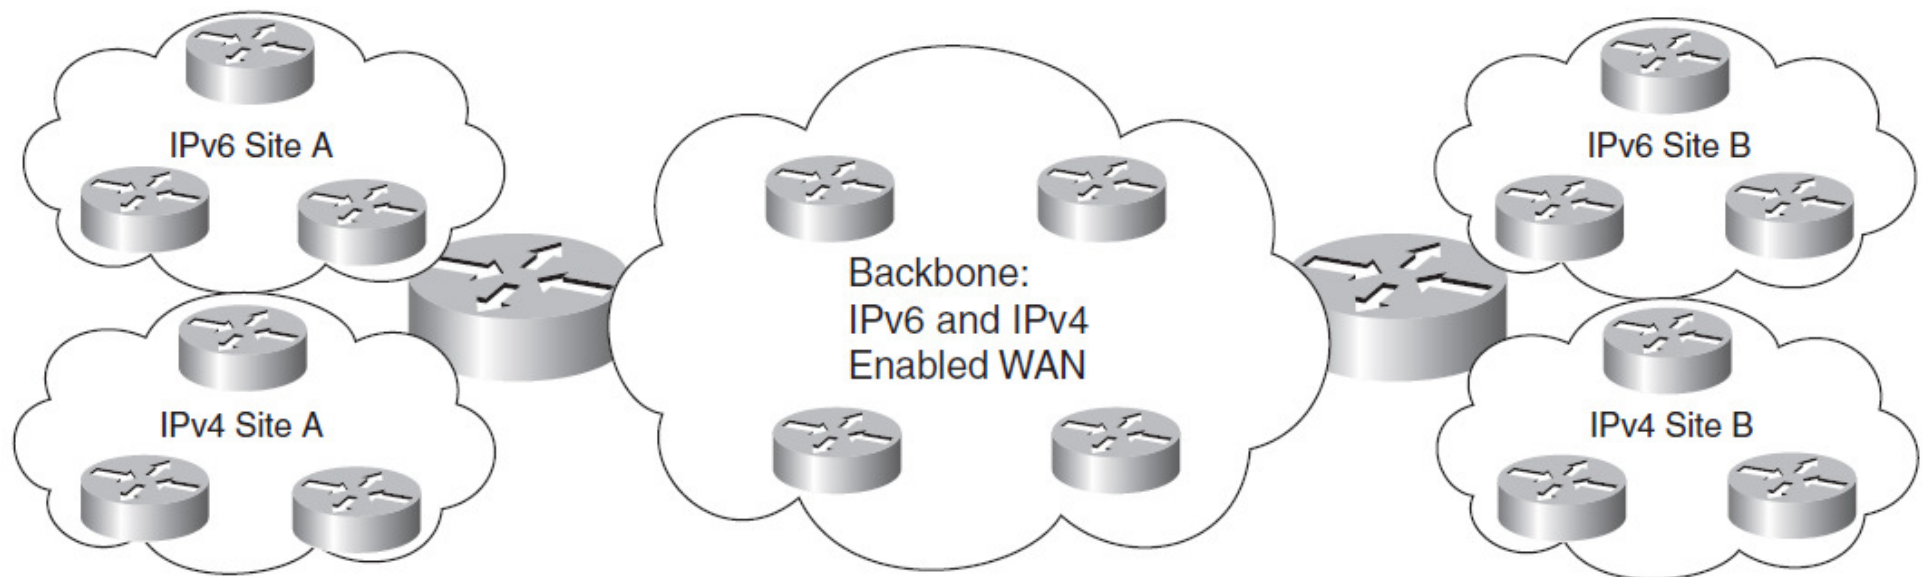 IPv6 Site A
IPv4 Site A
Backbone:
IPv6 and IPv4
Enabled WAN
IPv6 Site B
IPv4 Site B